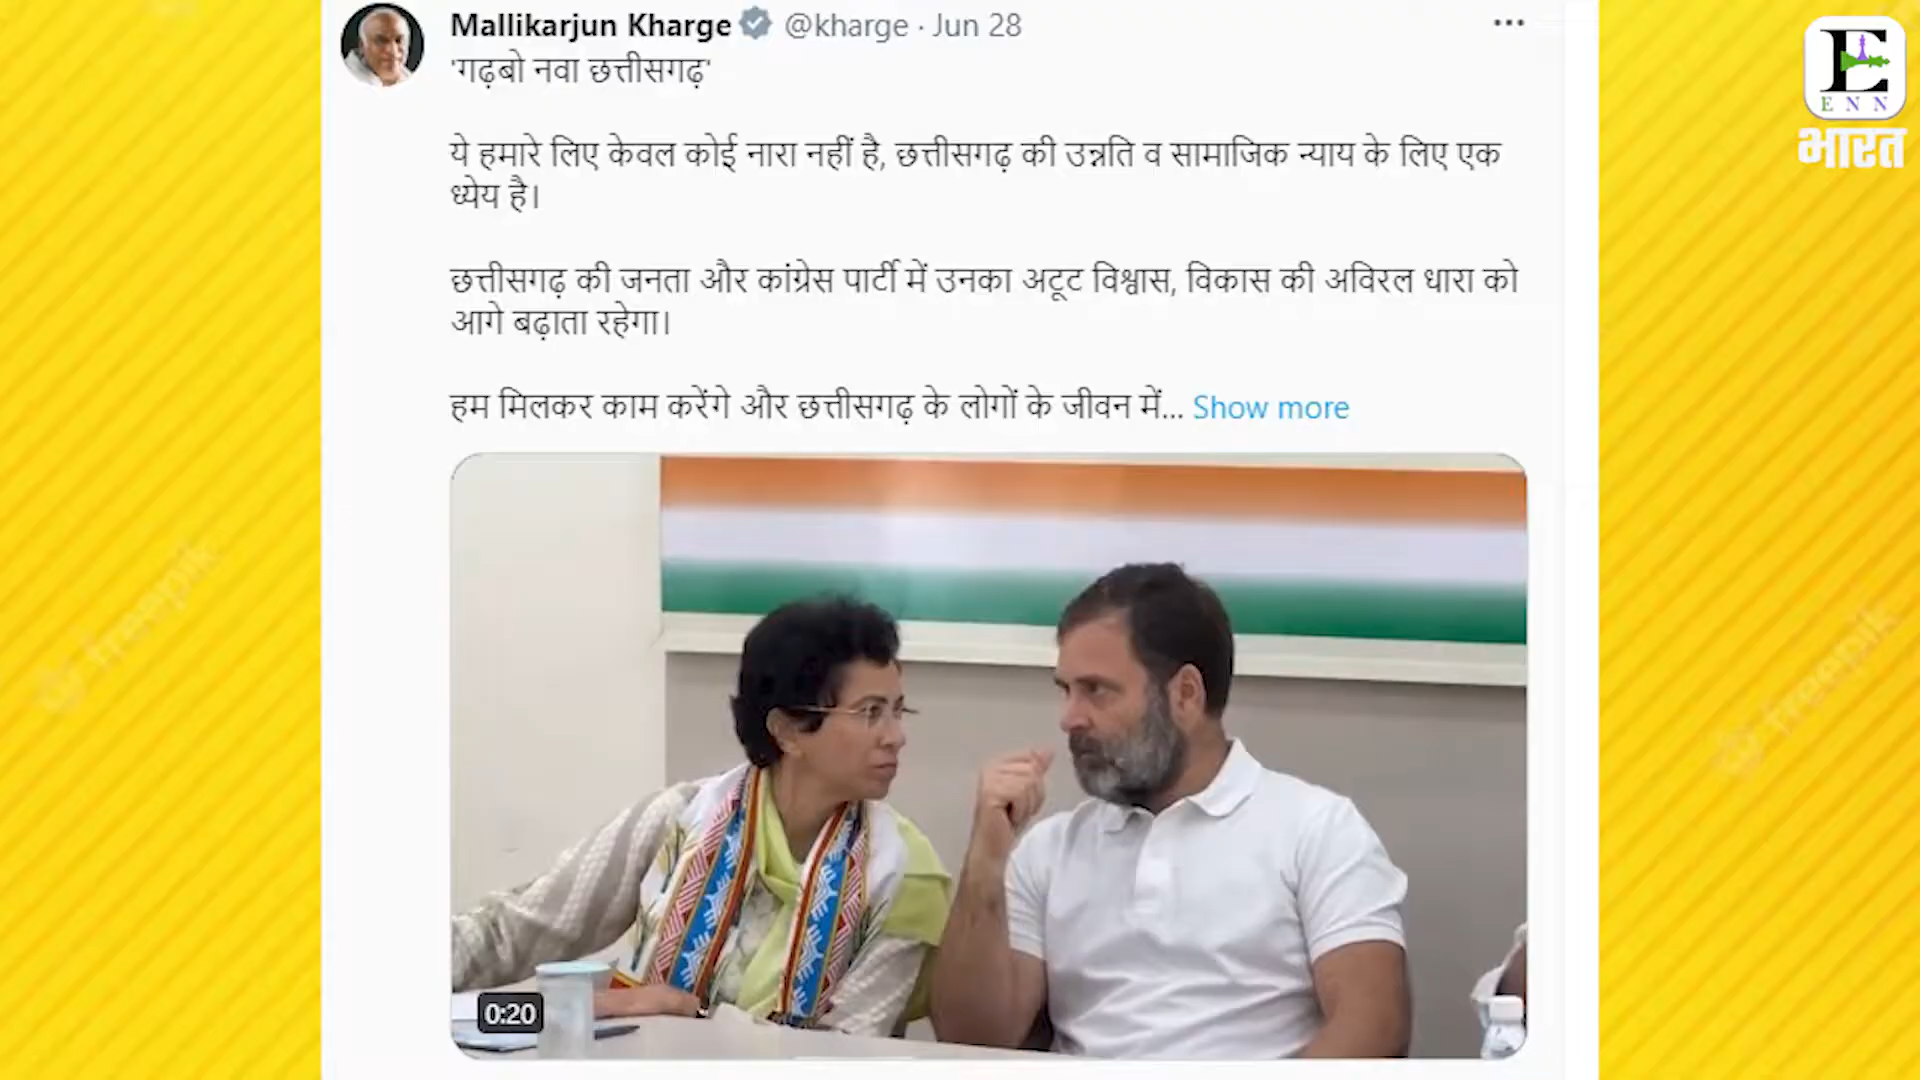 Mallikarjun Kharge @kharge · Jun 28
'गढ़बो नवा छत्तीसगढ़'
ये हमारे लिए केवल कोई नारा नहीं है, छत्तीसगढ़ की उन्नति व सामाजिक न्याय के लिए एक
ध्येय है।
छत्तीसगढ़ की जनता और कांग्रेस पार्टी में उनका अटूट विश्वास, विकास की अविरल धारा को
आगे बढ़ाता रहेगा।
हम मिलकर काम करेंगे और छत्तीसगढ़ के लोगों के जीवन में... Show more
0:20
E
ENN
भारत
freepik
freepik